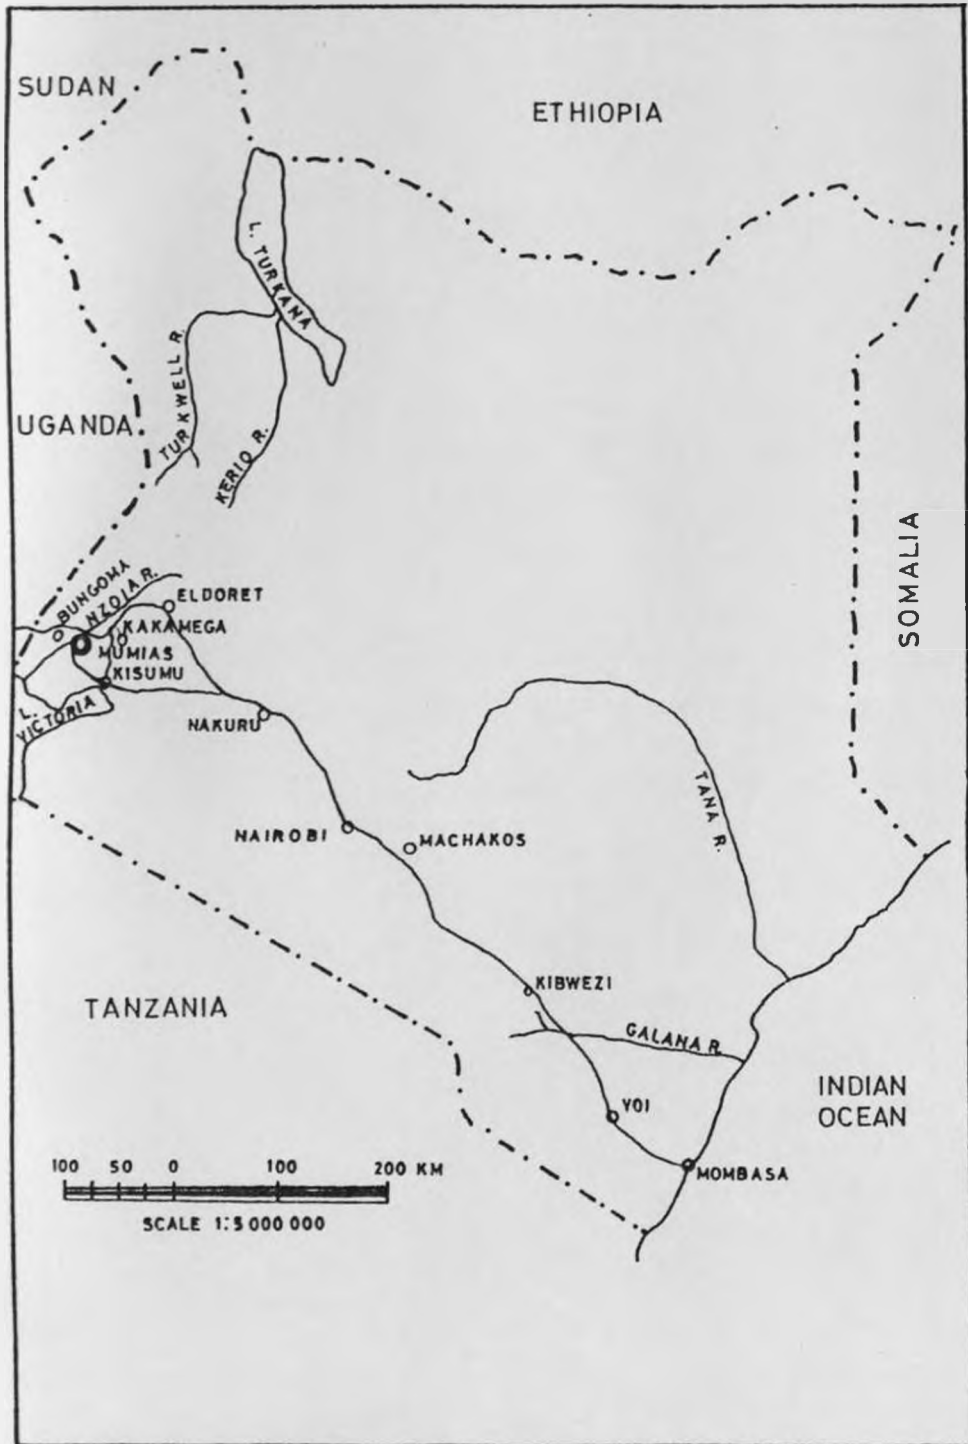 SUDAN
ETHIOPIA
L. TURKANA
TURKWELL R.
UGANDA
KERIO R.
SOMALIA
BUNGOMA
NZOIA R.
ELDORET
KAKAMEGA
MUMIAS
KISUMU
L. VICTORIA
NAKURU
TANA R.
NAIROBI
MACHAKOS
KIBWEZI
TANZANIA
GALANA R.
INDIAN
OCEAN
VOI
MOMBASA
100 50 0 100 200 KM
SCALE 1:5 000 000